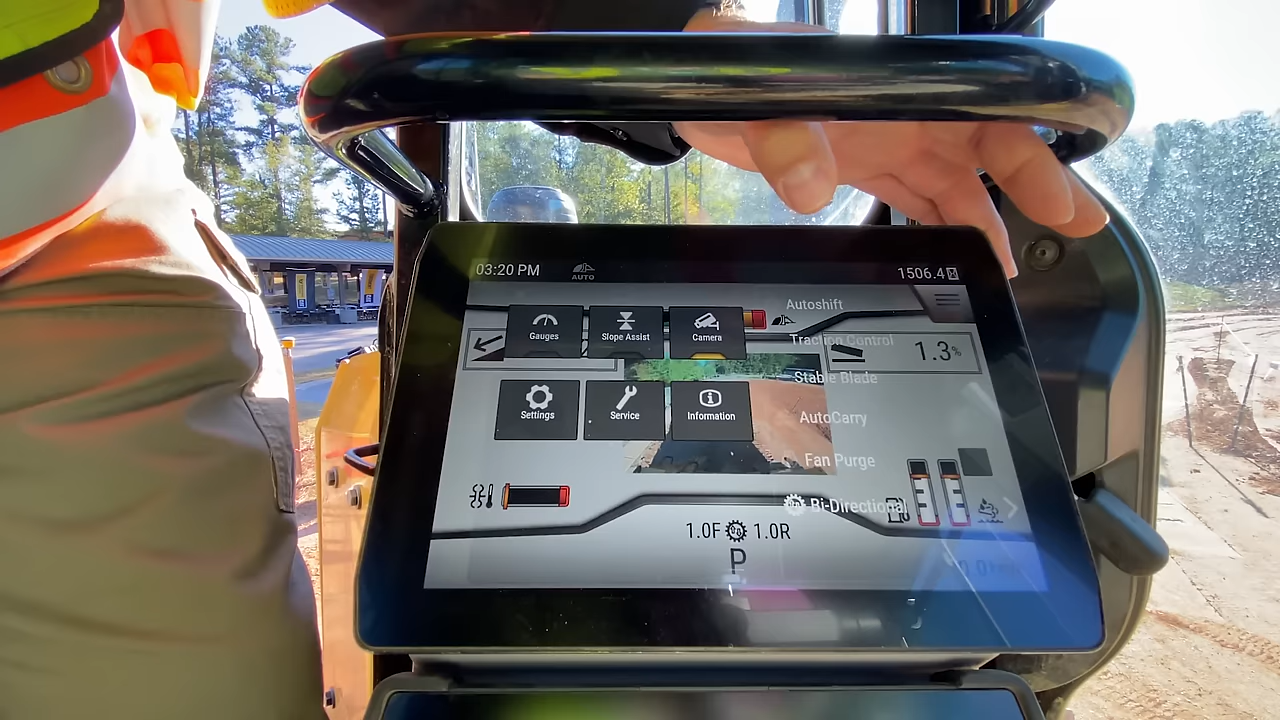 03:20 PM
AUTO
1506.4
Autoshift
Gauges
Slope Assist
Camera
Traction Control
1.3%
Stable Blade
Settings
Service
Information
AutoCarry
Fan Purge
Bi-Directional
1.0F
1.0R
P